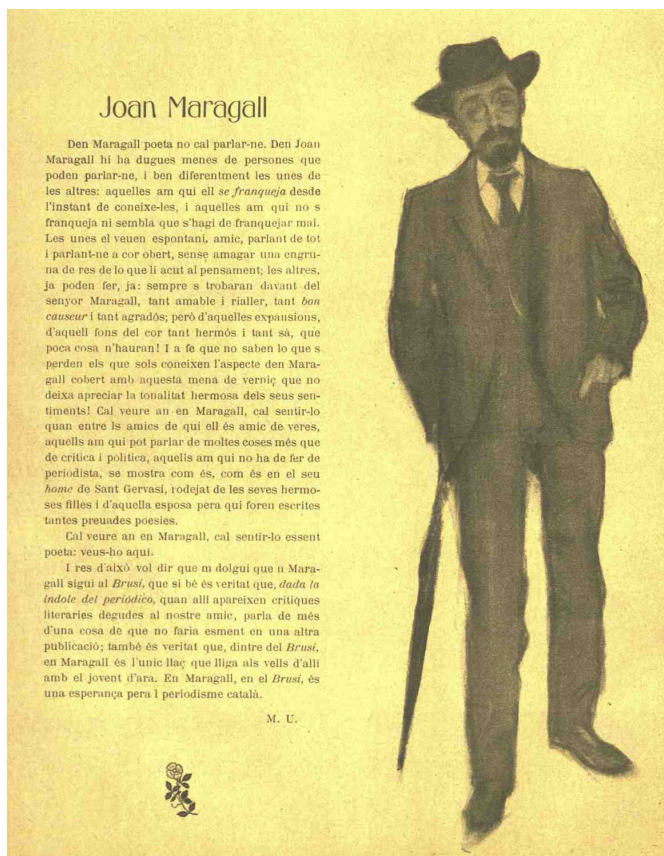 Joan Maragall
Den Maragall poeta no cal parlar-ne. Den Joan
Maragall hi ha dugues menes de persones que
poden parlar-ne, i ben diferentment les unes de
les altres: aquelles am qui ell se franqueja desde
l'instant de coneixe-les, i aquelles am qui no s
franqueja ni sembla que s'hagi de franquejar mai.
Les unes el veuen espontani, amic, parlant de tot
i parlant-ne a cor obert, sense amagar una engru-
na de res de lo que li acut al pensament; les altres,
ja poden fer, ja: sempre s trobaran davant del
senyor Maragall, tant amable i rialler, tant bon
causeur i tant agradós; peró d'aquelles expansions,
d'aquell fons del cor tant hermós i tant sà, que
poca cosa n'hauran! I a fe que no saben lo que s
perden els que sols coneixen l'aspecte den Mara-
gall cobert amb aquesta mena de verniç que no
deixa apreciar la tonalitat hermosa dels seus sen-
timents! Cal veure an en Maragall, cal sentir-lo
quan entre ls amics de qui ell és amic de veres,
aquells am qui pot parlar de moltes coses més que
de critica i politica, aquells am qui no ha de fer de
periodista, se mostra com és, com és en el seu
home de Sant Gervasi, rodejat de les seves hermo-
ses filles i d'aquella esposa pera qui foren escrites
tantes preuades poesies.
Cal veure an en Maragall, cal sentir-lo essent
poeta: veus-ho aqui.
I res d'això vol dir que m dolgui que n Mara-
gall sigui al Brusi, que si bé és veritat que, dada la
indole del periódico, quan allí apareixen critiques
literaries degudes al nostre amic, parla de més
d'una cosa de que no faria esment en una altra
publicació; també és veritat que, dintre del Brusi,
en Maragall és l'unic llaç que lliga als vells d'allí
amb el jovent d'ara. En Maragall, en el Brusi, és
una esperança pera l periodisme català.
M. U.